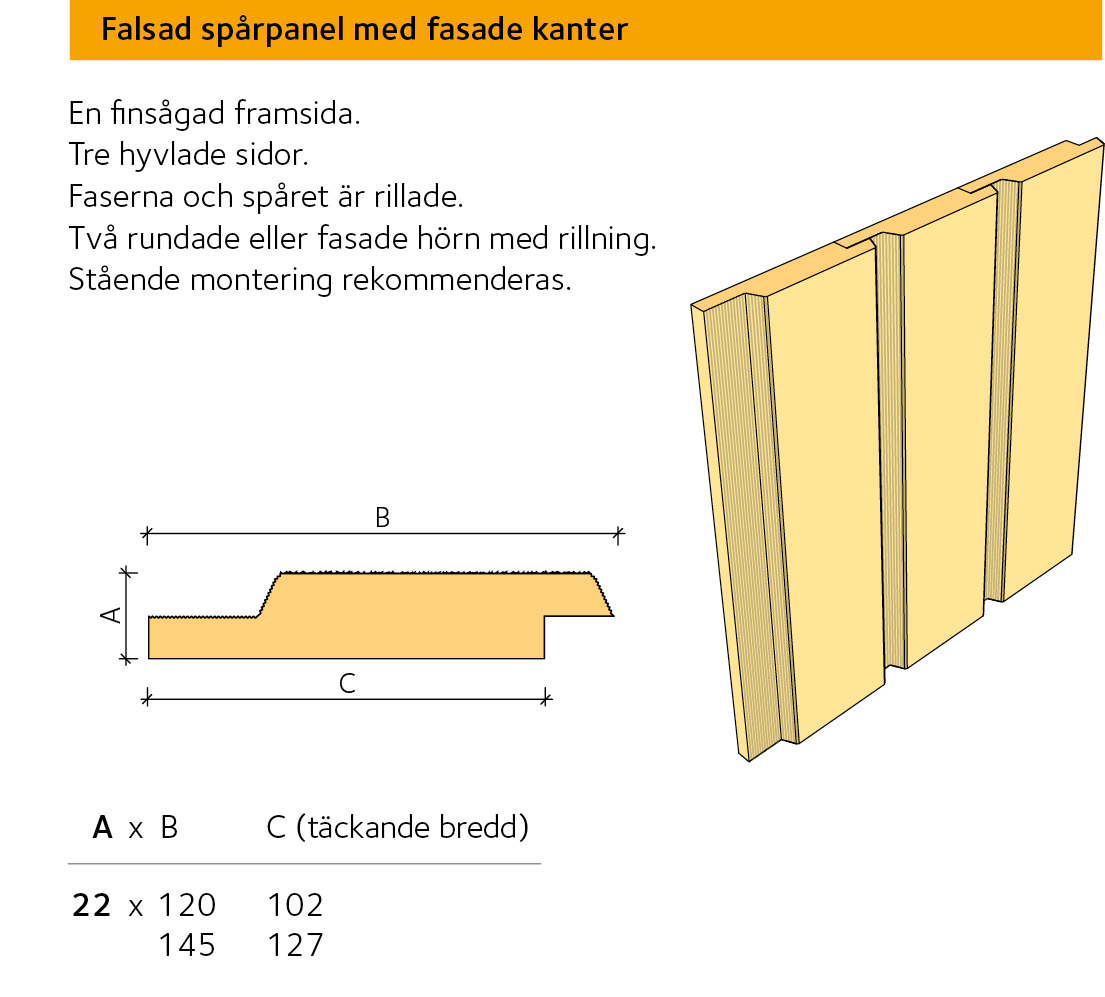 Falsad spårpanel med fasade kanter
En finsågad framsida.
Tre hyvlade sidor.
Faserna och spåret är rillade.
Två rundade eller fasade hörn med rillning.
Stående montering rekommenderas.
B
A
C
A x B C (täckande bredd)
22 x 120 102
145 127